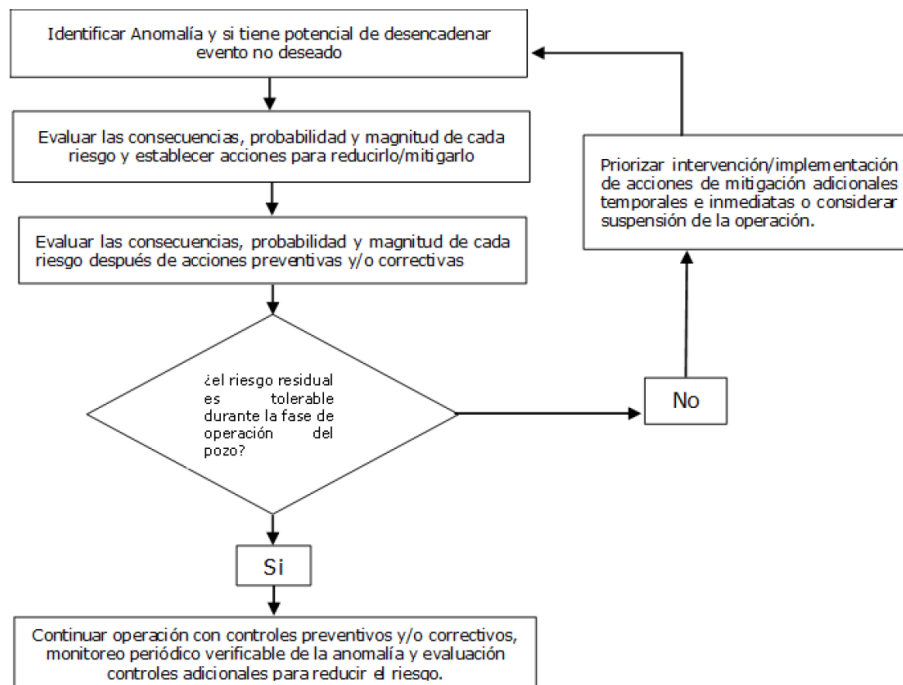 Identificar Anomalía y si tiene potencial de desencadenar
evento no deseado
Evaluar las consecuencias, probabilidad y magnitud de cada
riesgo y establecer acciones para reducirlo/mitigarlo
Priorizar intervención/implementación
de acciones de mitigación adicionales
temporales e inmediatas o considerar
suspensión de la operación.
Evaluar las consecuencias, probabilidad y magnitud de cada
riesgo después de acciones preventivas y/o correctivas
¿el riesgo residual
es tolerable
durante la fase de
operación del
pozo?
No
Si
Continuar operación con controles preventivos y/o correctivos,
monitoreo periódico verificable de la anomalía y evaluación
controles adicionales para reducir el riesgo.